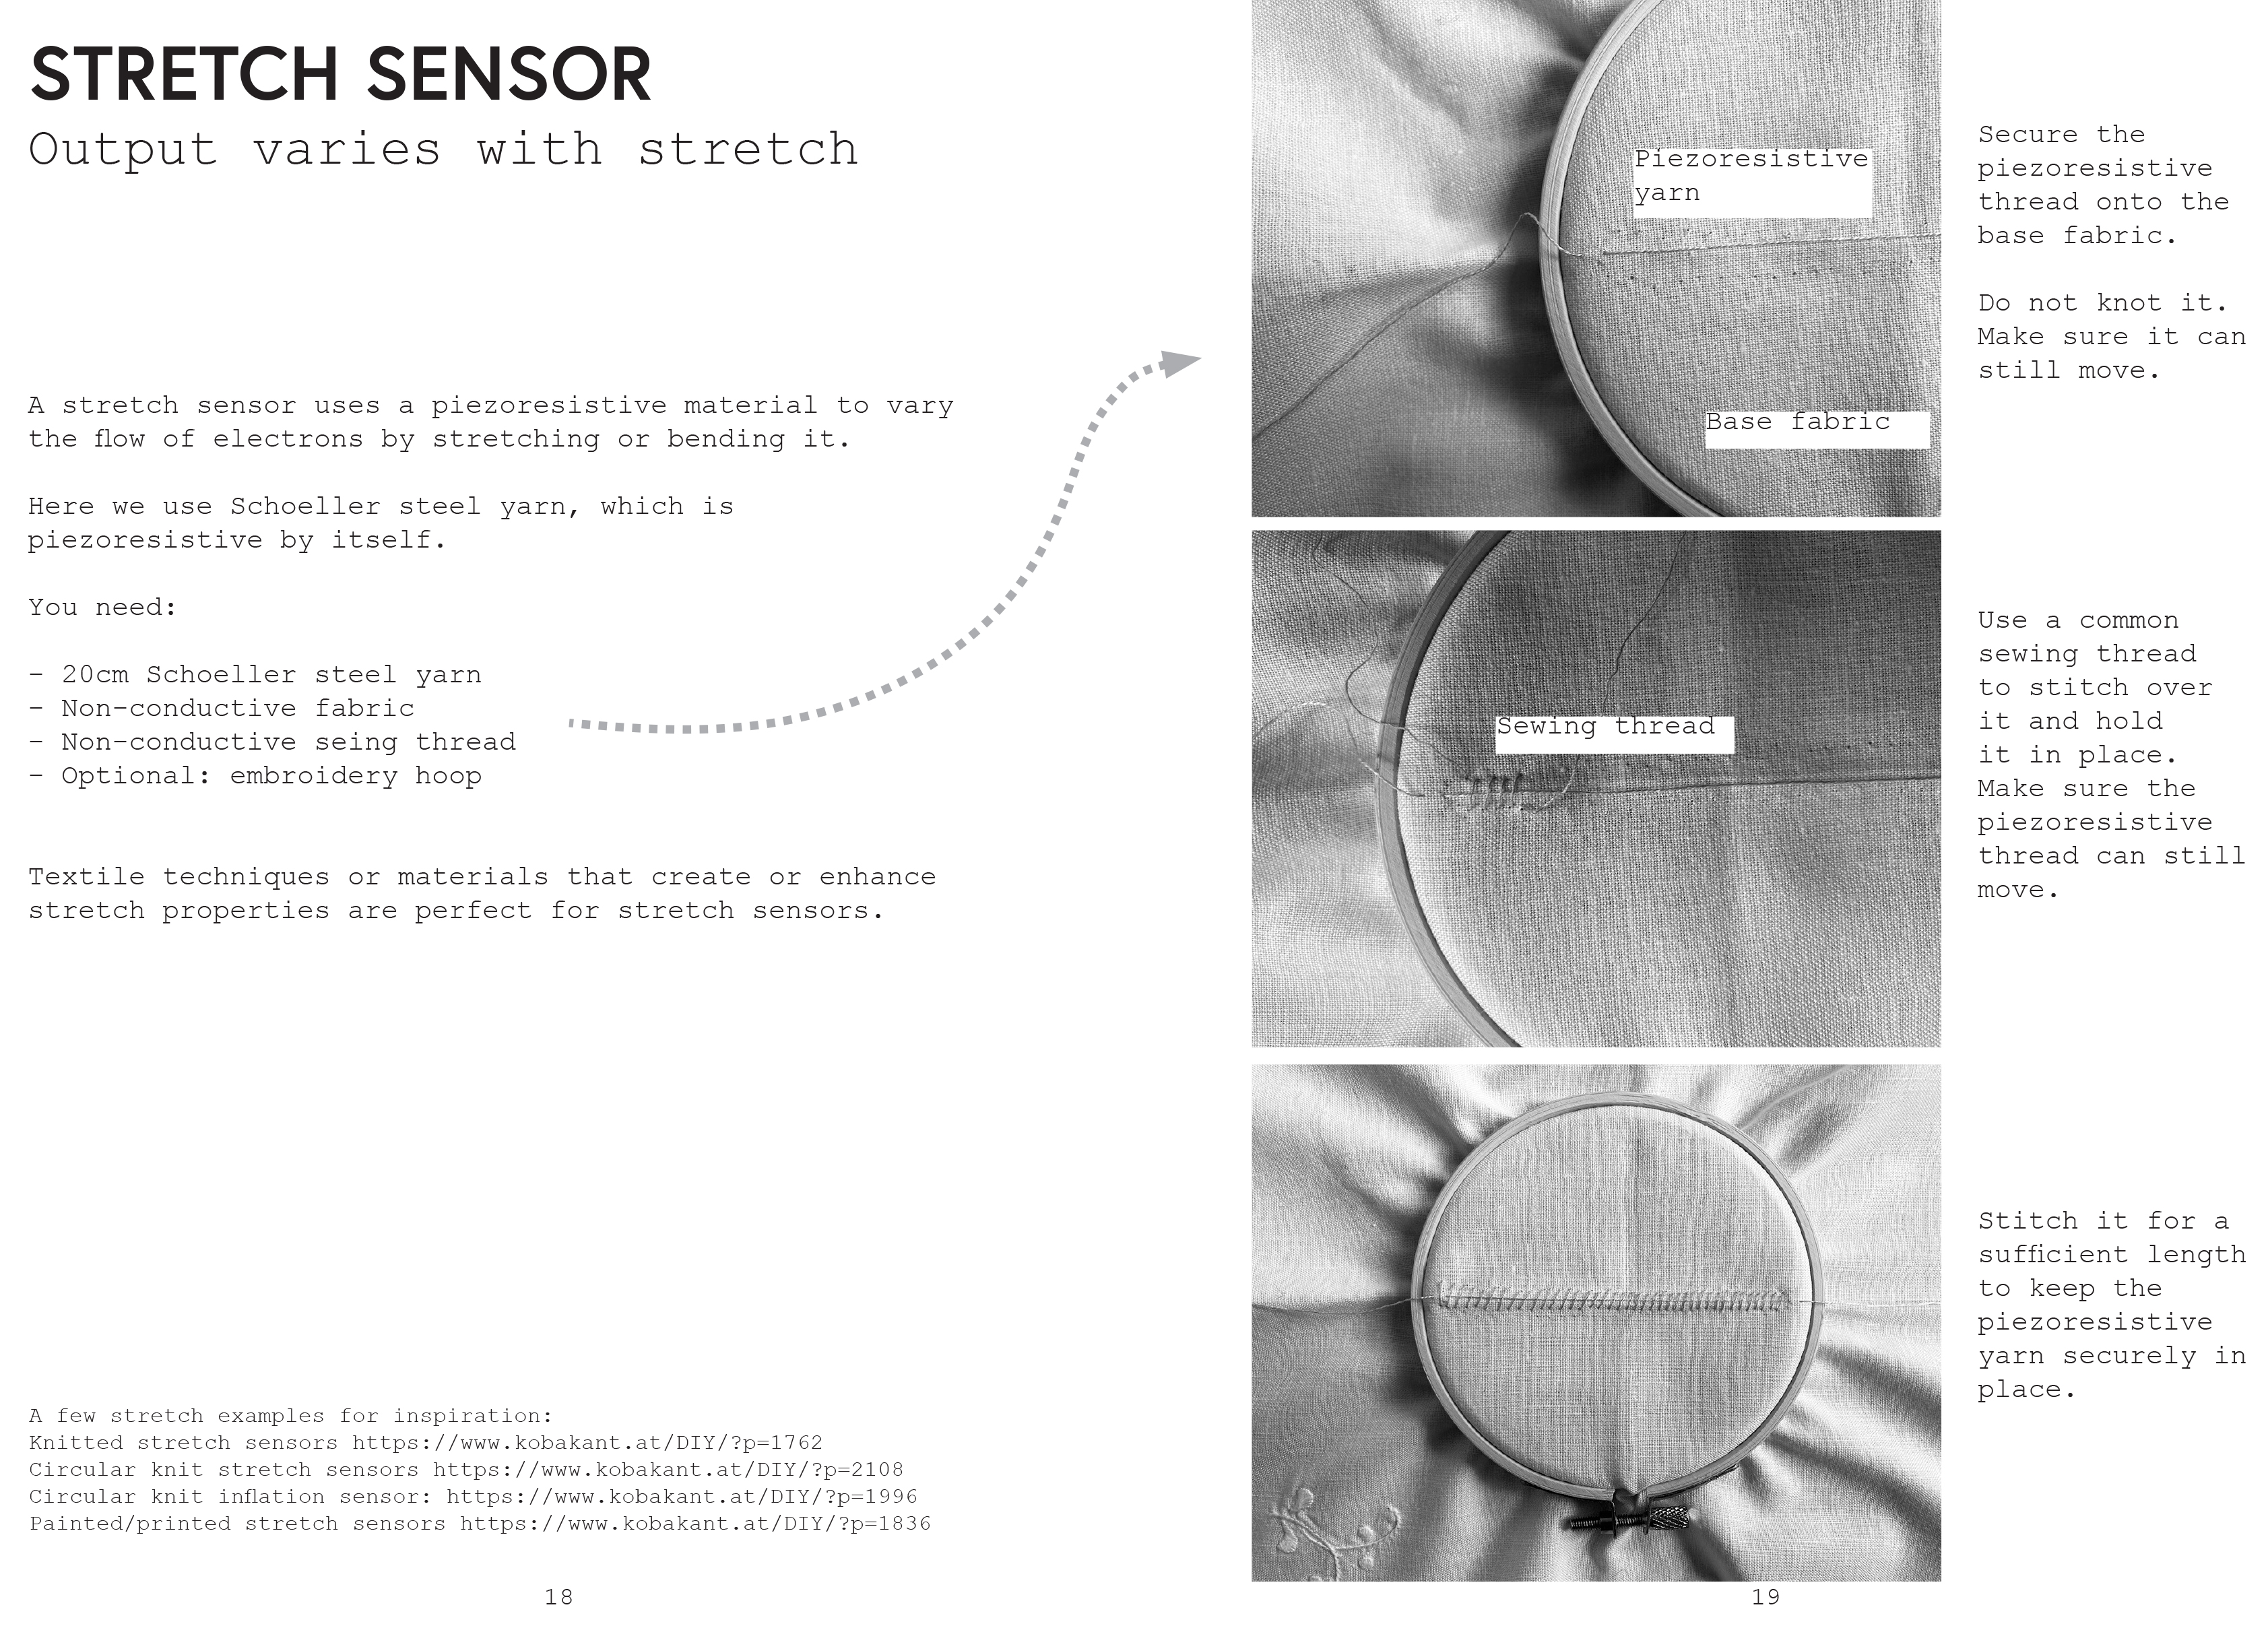 STRETCH SENSOR
Output varies with stretch
A stretch sensor uses a piezoresistive material to vary
the flow of electrons by stretching or bending it.
Here we use Schoeller steel yarn, which is
piezoresistive by itself.
You need:
- 20cm Schoeller steel yarn
- Non-conductive fabric
- Non-conductive seing thread
- Optional: embroidery hoop
Textile techniques or materials that create or enhance
stretch properties are perfect for stretch sensors.
A few stretch examples for inspiration:
Knitted stretch sensors https://www.kobakant.at/DIY/?p=1762
Circular knit stretch sensors https://www.kobakant.at/DIY/?p=2108
Circular knit inflation sensor: https://www.kobakant.at/DIY/?p=1996
Painted/printed stretch sensors https://www.kobakant.at/DIY/?p=1836
18
Piezoresistive
yarn
Base fabric
Secure the
piezoresistive
thread onto the
base fabric.
Do not knot it.
Make sure it can
still move.
Sewing thread
Use a common
sewing thread
to stitch over
it and hold
it in place.
Make sure the
piezoresistive
thread can still
move.
Stitch it for a
sufficient length
to keep the
piezoresistive
yarn securely in
place.
19